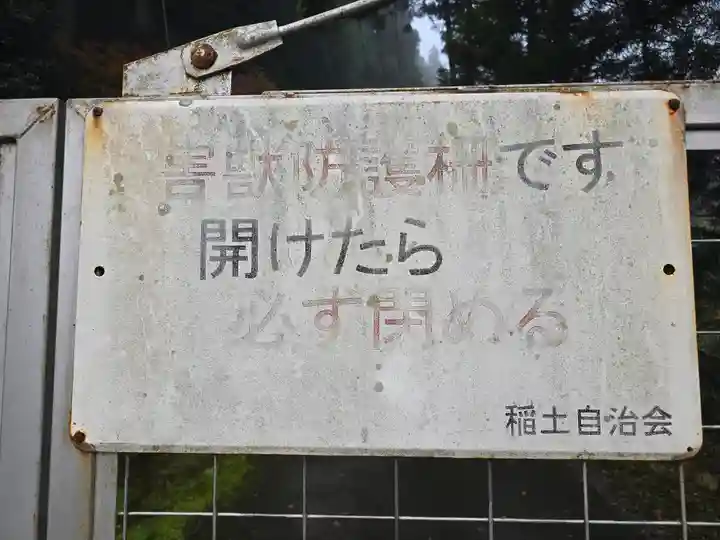 害獣防護柵です
開けたら
必ず閉める
稲土自治会